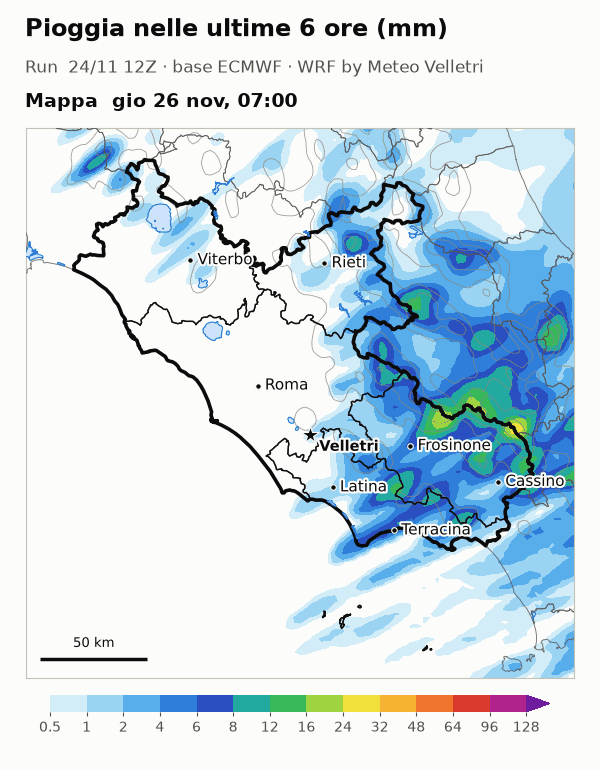 Pioggia nelle ultime 6 ore (mm)
Run  24/11 12Z · base ECMWF · WRF by Meteo Velletri
Mappa  gio 26 nov, 07:00
Viterbo
Rieti
Roma
Velletri
Frosinone
Cassino
Latina
Terracina
50 km
0.5 1 2 4 6 8 12 16 24 32 48 64 96 128